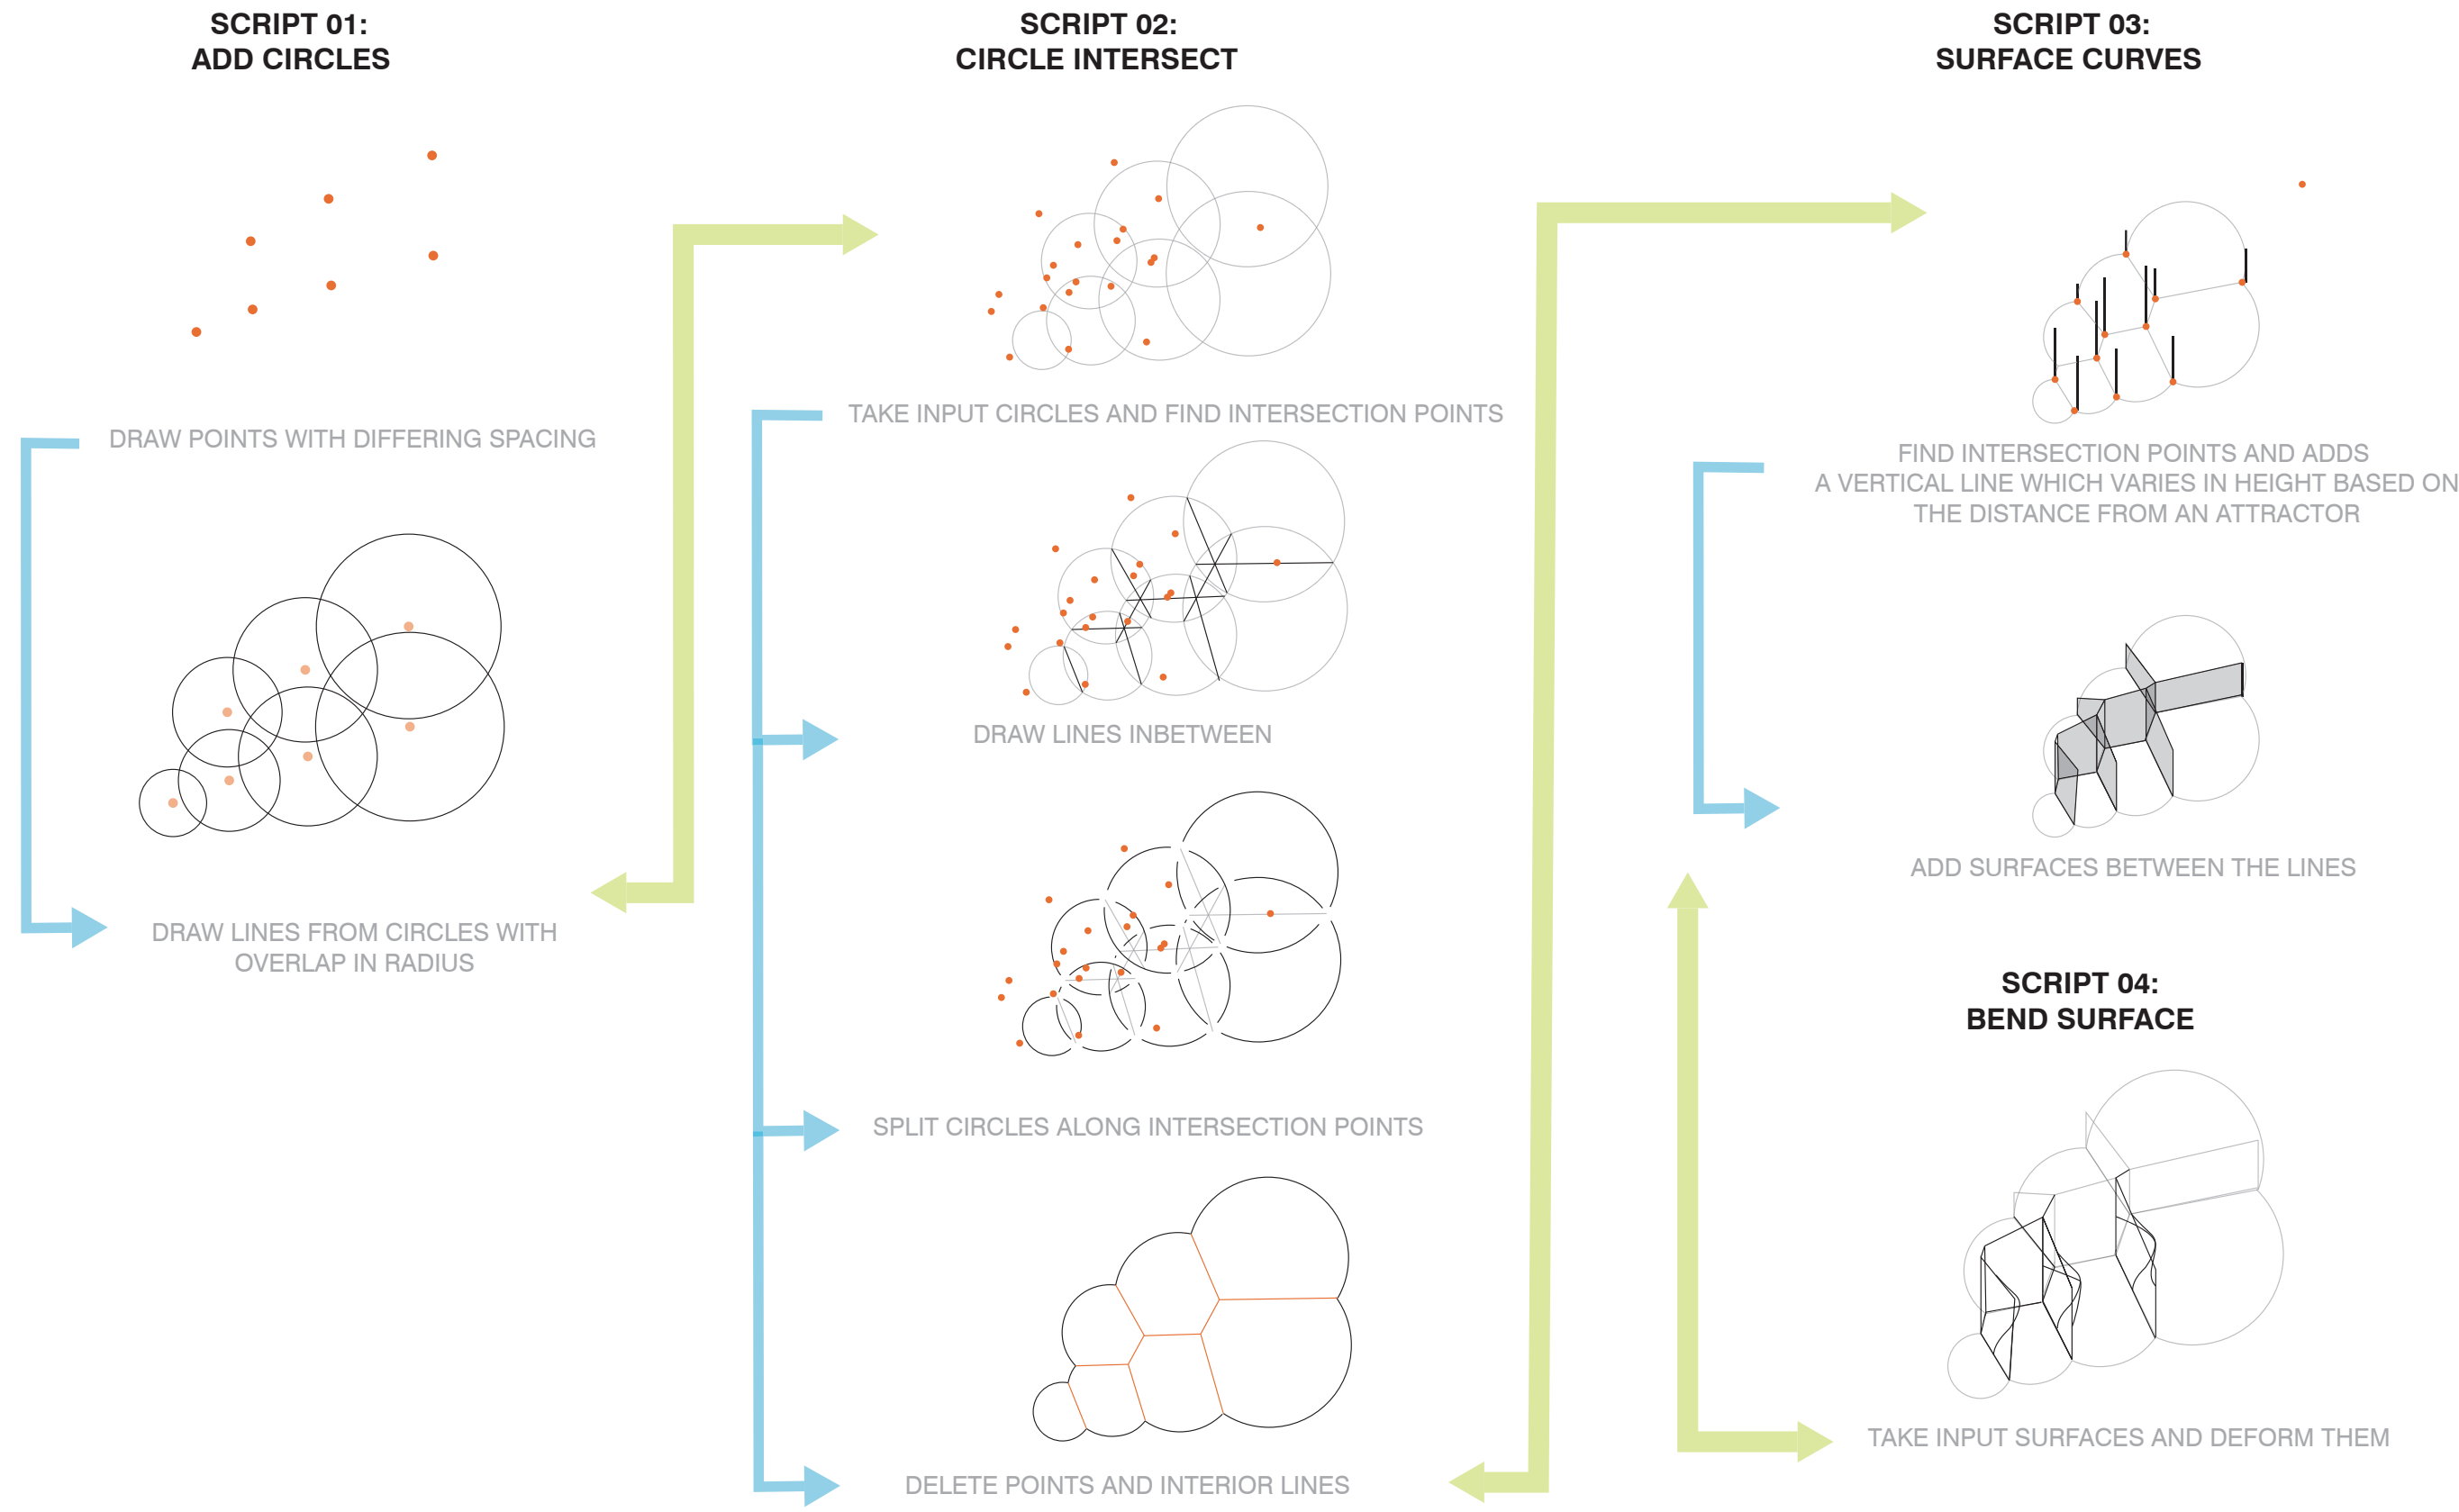 SCRIPT 01:
ADD CIRCLES
DRAW POINTS WITH DIFFERING SPACING
DRAW LINES FROM CIRCLES WITH
OVERLAP IN RADIUS
SCRIPT 02:
CIRCLE INTERSECT
TAKE INPUT CIRCLES AND FIND INTERSECTION POINTS
DRAW LINES INBETWEEN
SPLIT CIRCLES ALONG INTERSECTION POINTS
DELETE POINTS AND INTERIOR LINES
SCRIPT 03:
SURFACE CURVES
FIND INTERSECTION POINTS AND ADDS
A VERTICAL LINE WHICH VARIES IN HEIGHT BASED ON
THE DISTANCE FROM AN ATTRACTOR
ADD SURFACES BETWEEN THE LINES
SCRIPT 04:
BEND SURFACE
TAKE INPUT SURFACES AND DEFORM THEM